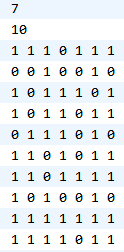 7
10
1 1 1 0 1 1 1
0 0 1 0 0 1 0
1 0 1 1 1 0 1
1 0 1 1 0 1 1
0 1 1 1 0 1 0
1 1 0 1 0 1 1
1 1 0 1 1 1 1
1 0 1 0 0 1 0
1 1 1 1 1 1 1
1 1 1 1 0 1 1